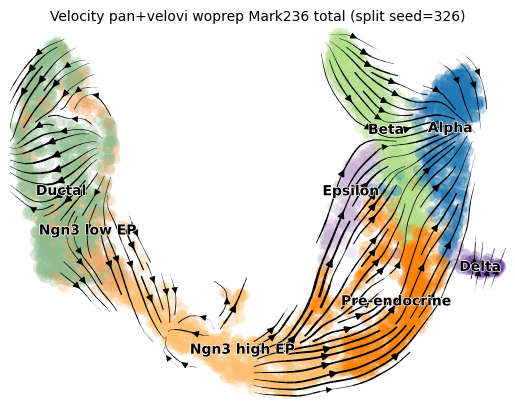 Velocity pan+velovi woprep Mark236 total (split seed=326)
Beta
Alpha
Ductal
Epsilon
Ngn3 low EP
Delta
Pre-endocrine
Ngn3 high EP